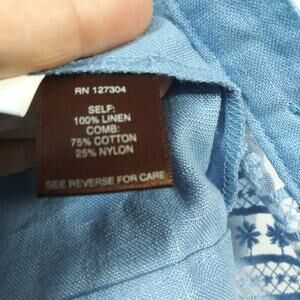 RN 127304
SELF:
100% LINEN
COMB:
75% COTTON
25% NYLON
SEE REVERSE FOR CARE